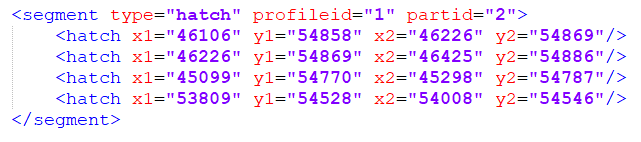 <segment type="hatch" profileid="1" partid="2">
<hatch x1="46106" y1="54858" x2="46226" y2="54869"/>
<hatch x1="46226" y1="54869" x2="46425" y2="54886"/>
<hatch x1="45099" y1="54770" x2="45298" y2="54787"/>
<hatch x1="53809" y1="54528" x2="54008" y2="54546"/>
</segment>